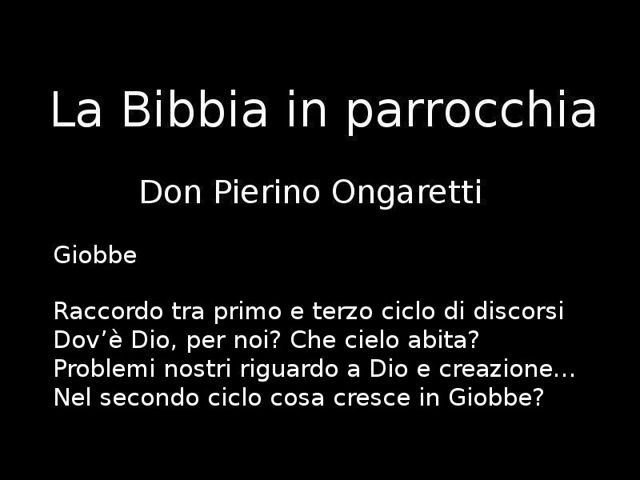 La Bibbia in parrocchia
Don Pierino Ongaretti
Giobbe
Raccordo tra primo e terzo ciclo di discorsi
Dov’è Dio, per noi? Che cielo abita?
Problemi nostri riguardo a Dio e creazione...
Nel secondo ciclo cosa cresce in Giobbe?